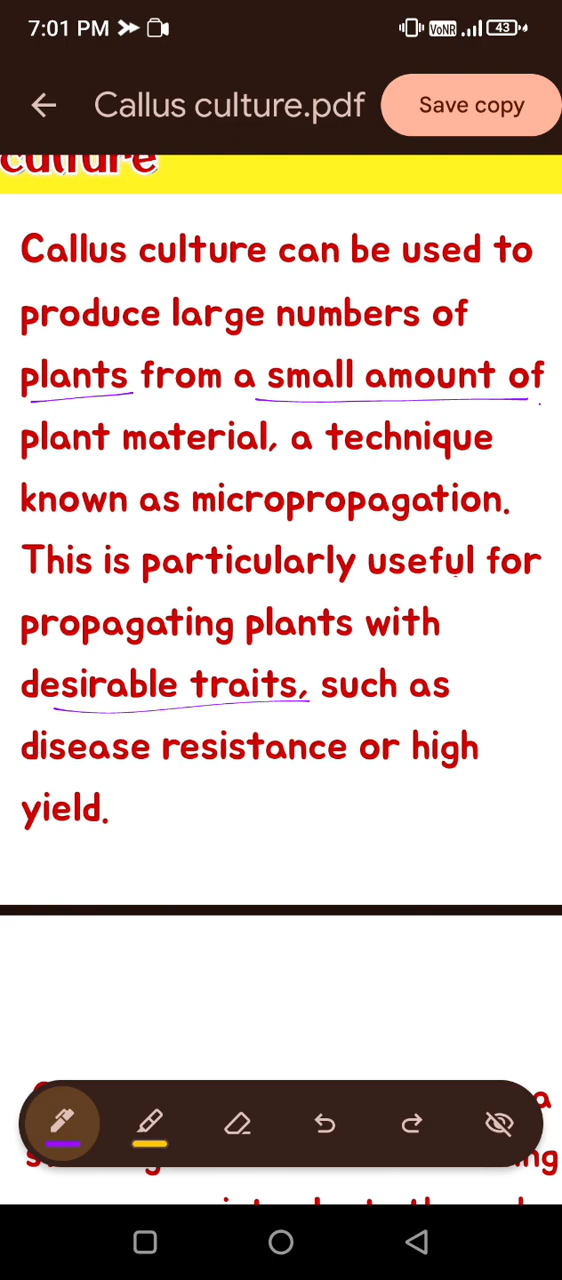 7:01 PM
VoNR
43
Callus culture.pdf
Save copy
culture
Callus culture can be used to
produce large numbers of
plants from a small amount of
plant material, a technique
known as micropropagation.
This is particularly useful for
propagating plants with
desirable traits, such as
disease resistance or high
yield.
a